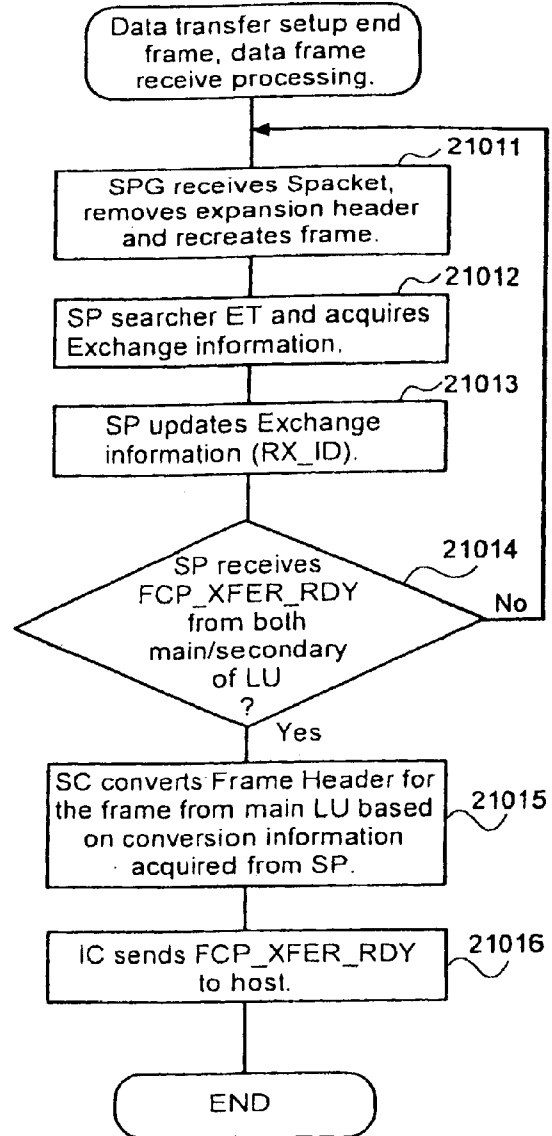 Data transfer setup end
frame, data frame
receive processing.
21011
SPG receives Spacket,
removes expansion header
and recreates frame.
21012
SP searcher ET and acquires
Exchange information.
21013
SP updates Exchange
information (RX_ID).
21014
SP receives
FCP_XFER_RDY
from both
main/secondary
of LU
?
No
Yes
SC converts Frame Header for
the frame from main LU based
on conversion information
acquired from SP.
21015
IC sends FCP_XFER_RDY
to host.
21016
END